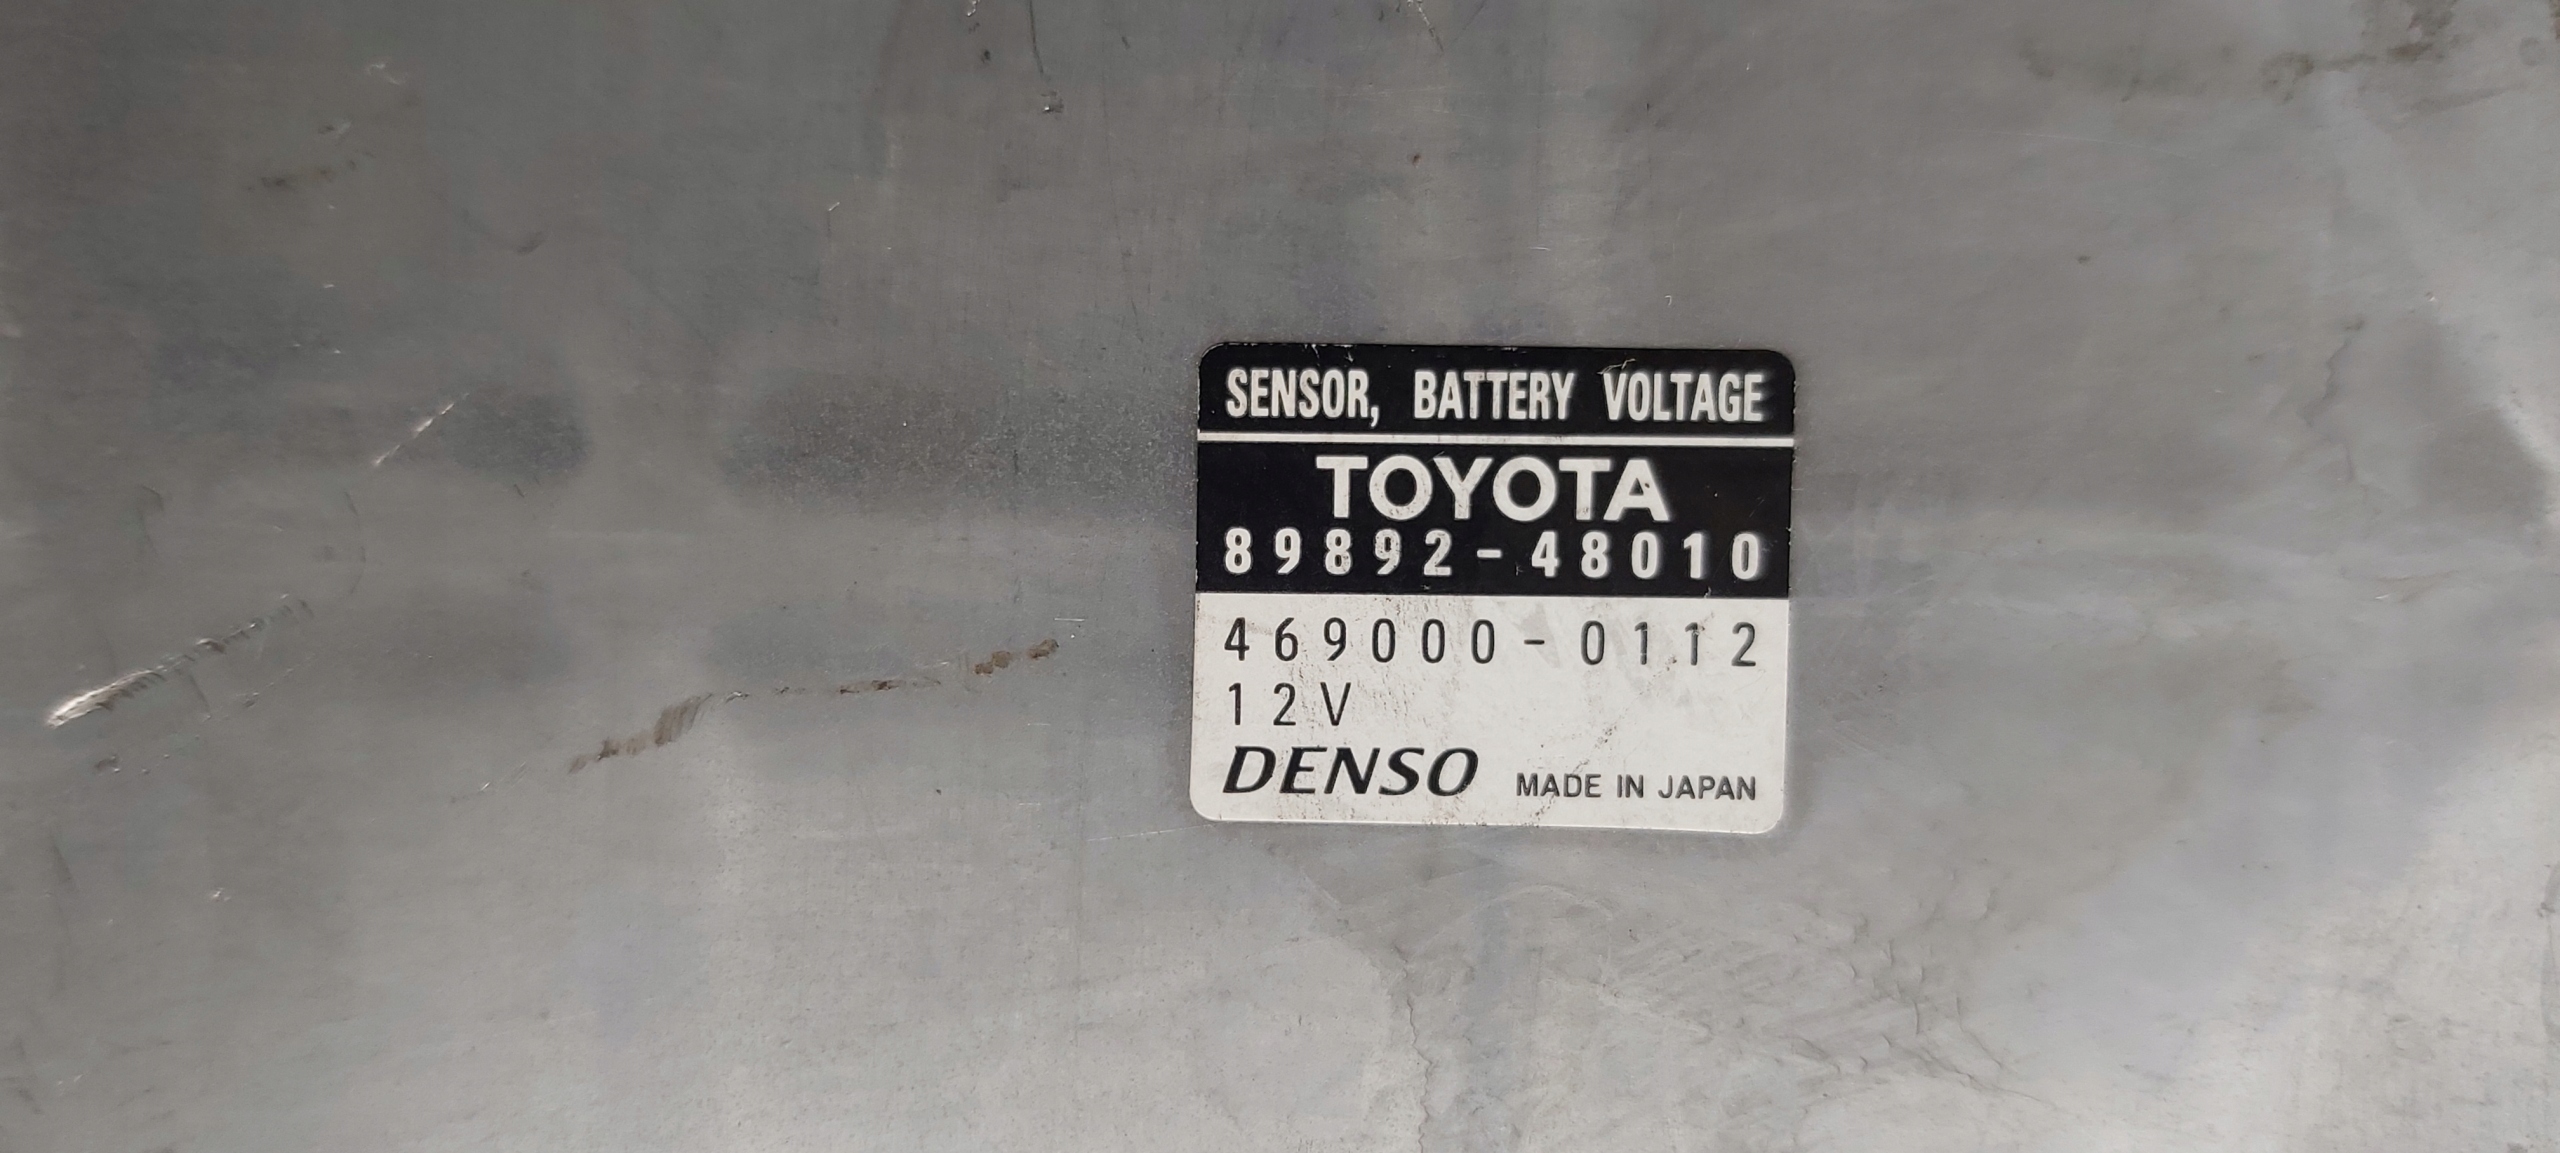 SENSOR, BATTERY VOLTAGE
TOYOTA
89892-48010
469000-0112
12V
DENSO MADE IN JAPAN